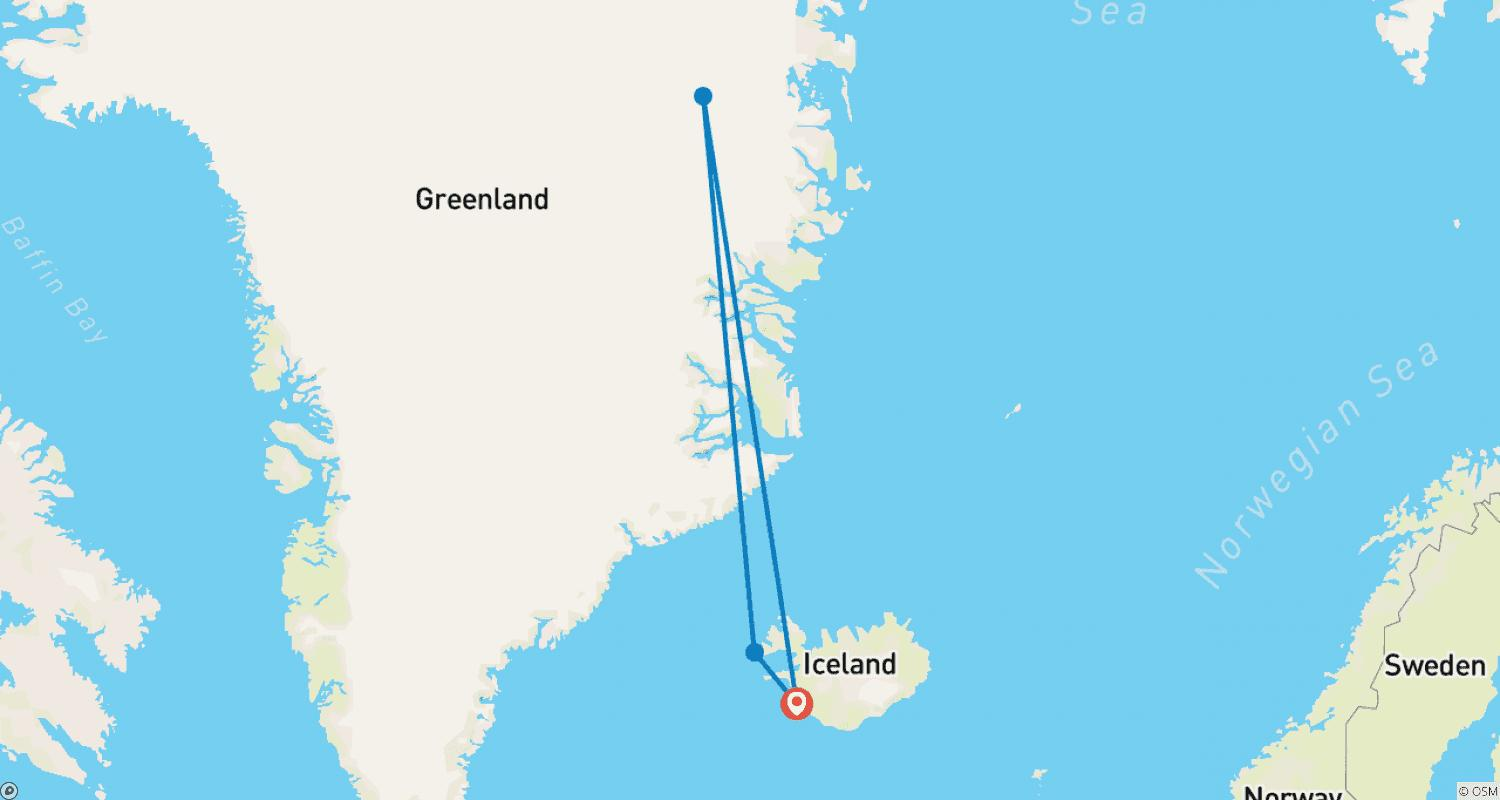 Sea
Greenland
Baffin Bay
Norwegian Sea
Iceland
Sweden
Norway
© OSM